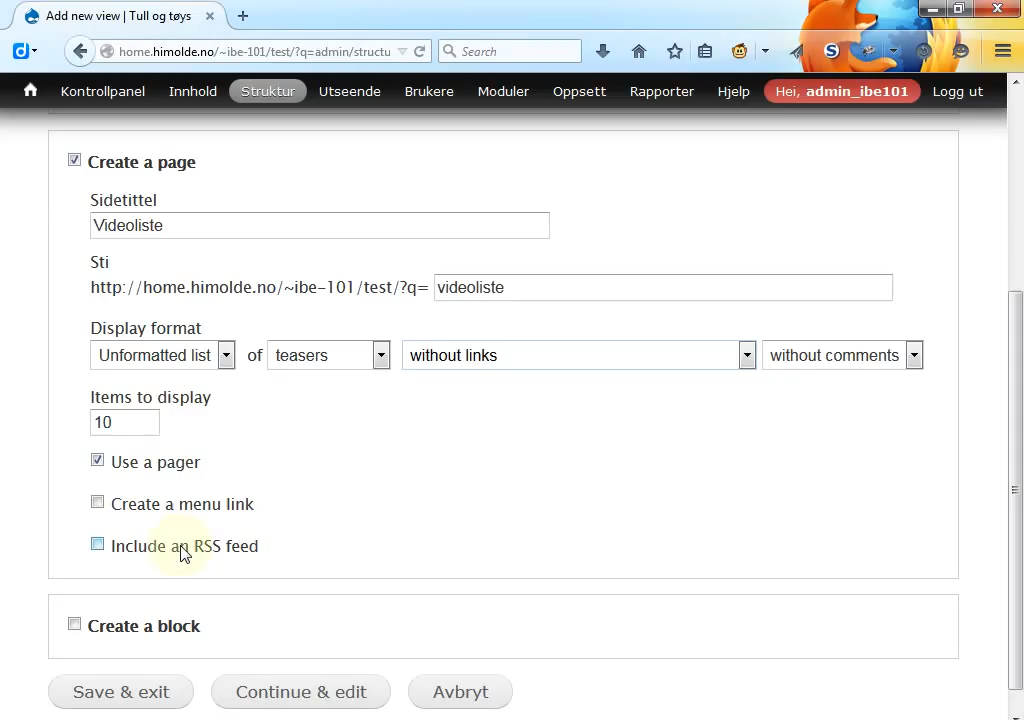 Add new view | Tull og tøys
home.himolde.no/~ibe-101/test/?q=admin/structu
Search
Kontrollpanel Innhold Struktur Utseende Brukere Moduler Oppsett Rapporter Hjelp Hei, admin_ibe101 Logg ut
Create a page
Sidetittel
Videoliste
Sti
http://home.himolde.no/~ibe-101/test/?q= videoliste
Display format
Unformatted list of teasers without links without comments
Items to display
10
Use a pager
Create a menu link
Include an RSS feed
Create a block
Save & exit Continue & edit Avbryt